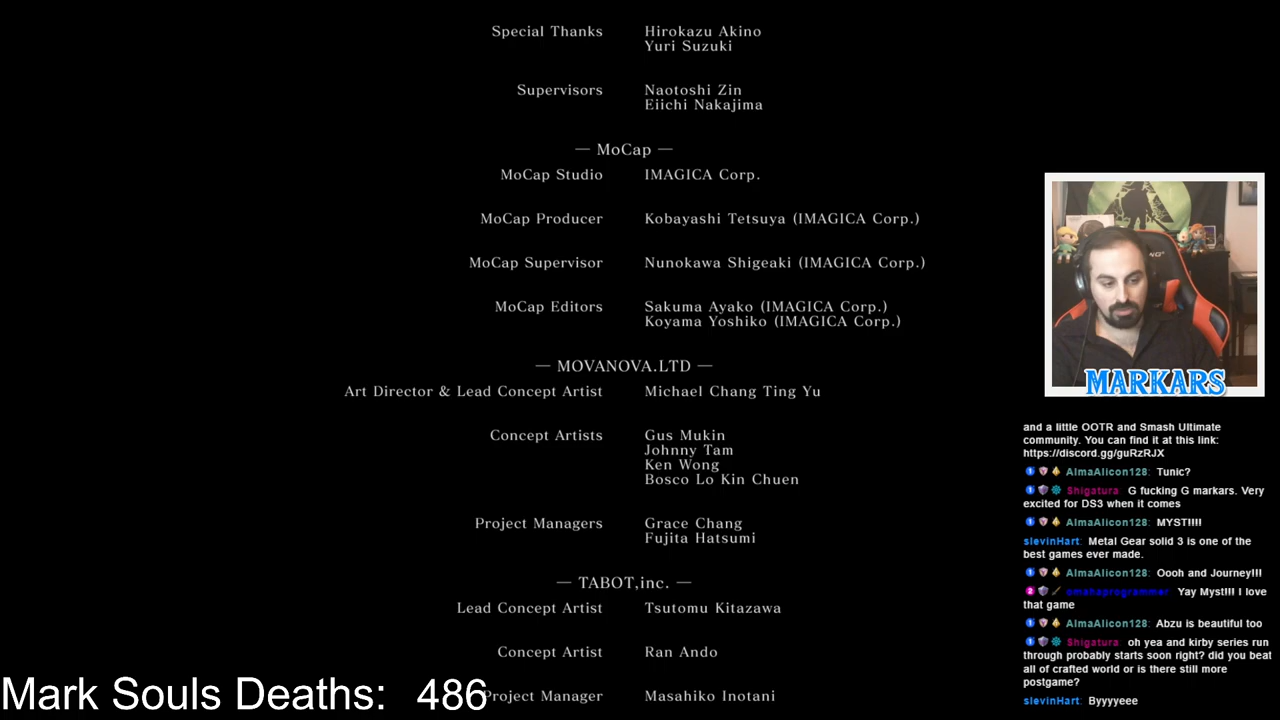 Special Thanks Hirokazu Akino
Yuri Suzuki
Supervisors Naotoshi Zin
Eiichi Nakajima
— MoCap —
MoCap Studio IMAGICA Corp.
MoCap Producer Kobayashi Tetsuya (IMAGICA Corp.)
MoCap Supervisor Nunokawa Shigeaki (IMAGICA Corp.)
MoCap Editors Sakuma Ayako (IMAGICA Corp.)
Koyama Yoshiko (IMAGICA Corp.)
— MOVANOVA.LTD —
Art Director & Lead Concept Artist Michael Chang Ting Yu
Concept Artists Gus Mukin
Johnny Tam
Ken Wong
Bosco Lo Kin Chuen
Project Managers Grace Chang
Fujita Hatsumi
— TABOT,inc. —
Lead Concept Artist Tsutomu Kitazawa
Concept Artist Ran Ando
Project Manager Masahiko Inotani
Mark Souls Deaths: 486
MARKARS
and a little OOTR and Smash Ultimate
community. You can find it at this link:
https://discord.gg/guRzRJX
AlmaAlicon128: Tunic?
Shigatura: G fucking G markars. Very
excited for DS3 when it comes
AlmaAlicon128: MYST!!!!
slevinHart: Metal Gear solid 3 is one of the
best games ever made.
AlmaAlicon128: Oooh and Journey!!!
omahaprogrammer: Yay Myst!!! I love
that game
AlmaAlicon128: Abzu is beautiful too
Shigatura: oh yea and kirby series run
through probably starts soon right? did you beat
all of crafted world or is there still more
postgame?
slevinHart: Byyyyeee